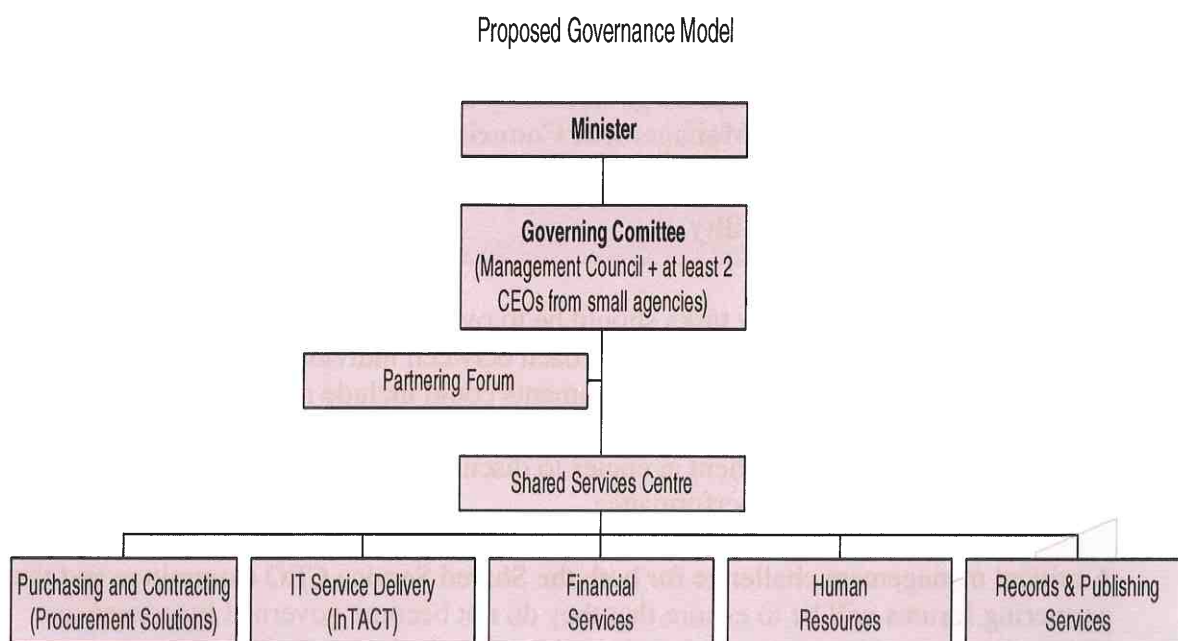 Proposed Governance Model
Minister
Governing Comittee
(Management Council + at least 2
CEOs from small agencies)
Partnering Forum
Shared Services Centre
Purchasing and Contracting
(Procurement Solutions)
IT Service Delivery
(InTACT)
Financial
Services
Human
Resources
Records & Publishing
Services